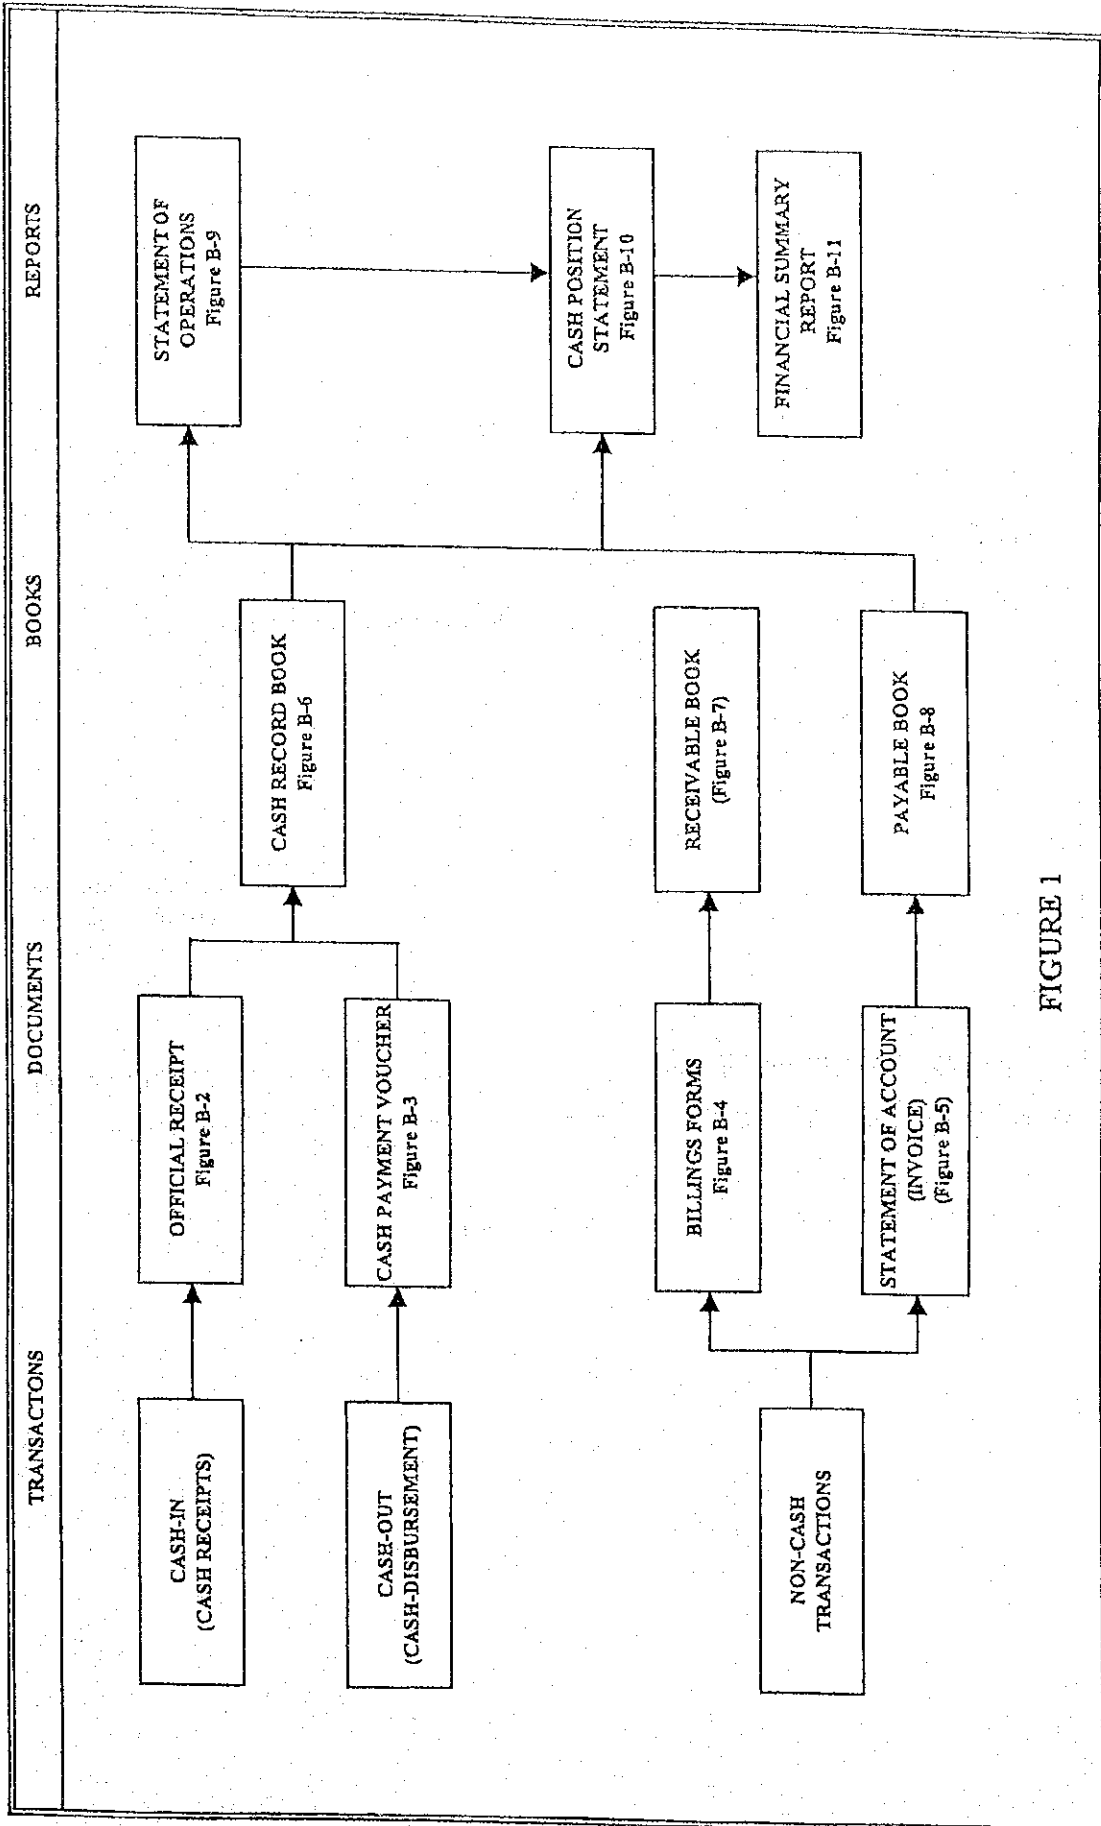 TRANSACTONS
DOCUMENTS
BOOKS
REPORTS
CASH-IN
(CASH RECEIPTS)
OFFICIAL RECEIPT
Figure B-2
CASH RECORD BOOK
Figure B-6
STATEMENT OF
OPERATIONS
Figure B-9
CASH-OUT
(CASH-DISBURSEMENT)
CASH PAYMENT VOUCHER
Figure B-3
CASH POSITION
STATEMENT
Figure B-10
BILLINGS FORMS
Figure B-4
RECEIVABLE BOOK
(Figure B-7)
NON-CASH
TRANSACTIONS
FINANCIAL SUMMARY
REPORT
Figure B-11
STATEMENT OF ACCOUNT
(INVOICE)
(Figure B-5)
PAYABLE BOOK
Figure B-8
FIGURE 1